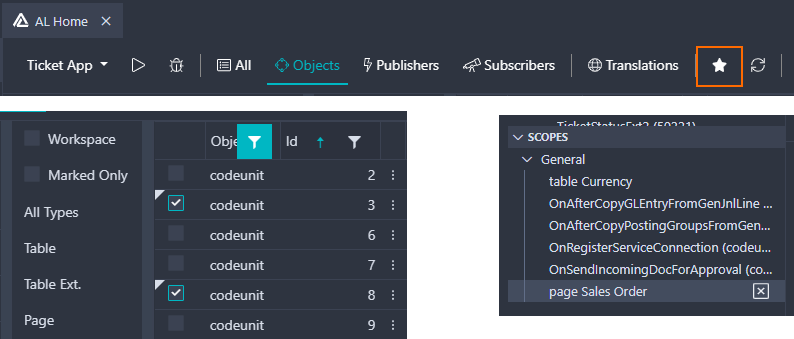 AL Home
Ticket App All Objects Publishers Subscribers Translations
Workspace
Marked Only
All Types
Table
Table Ext.
Page
Obje Id
codeunit 2
codeunit 3
codeunit 6
codeunit 7
codeunit 8
codeunit 9
SCOPES
General
table Currency
OnAfterCopyGLEntryFromGenJnlLine ...
OnAfterCopyPostingGroupsFromGen...
OnRegisterServiceConnection (codeu...
OnSendIncomingDocForApproval (co...
page Sales Order